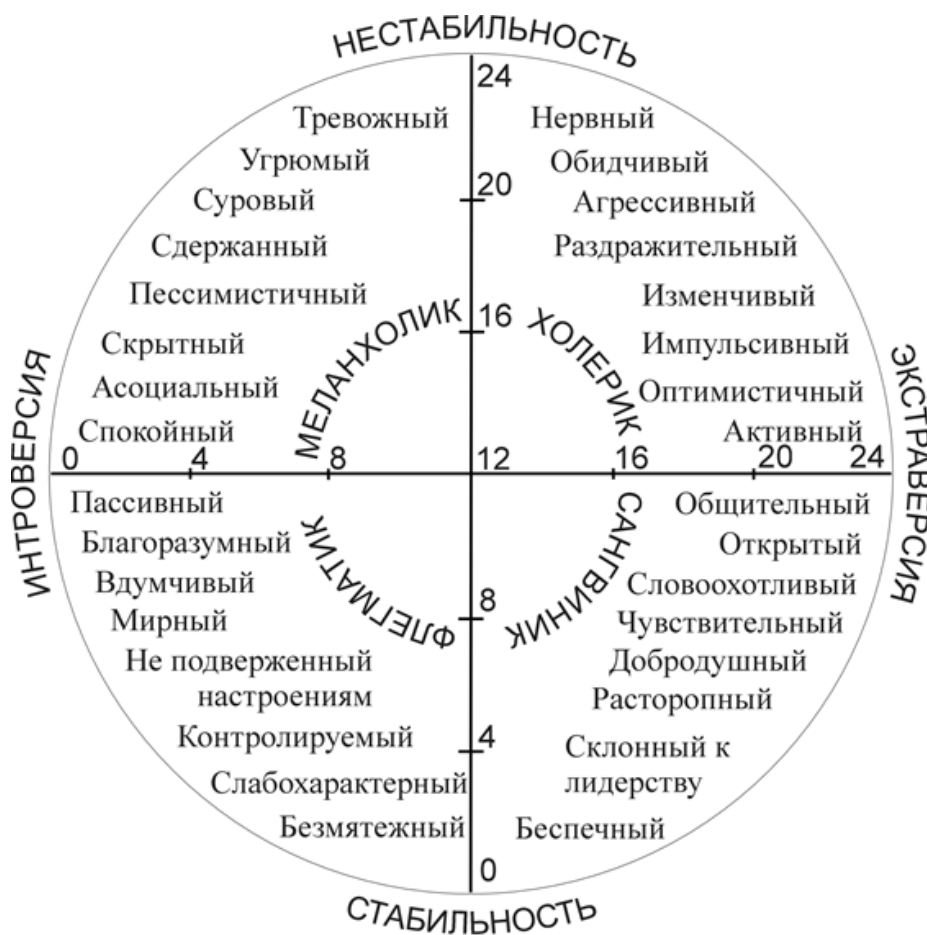 НЕСТАБИЛЬНОСТЬ
24
Тревожный
Нервный
Угрюмый
Обидчивый
20
Суровый
Агрессивный
Сдержанный
Раздражительный
Пессимистичный
Изменчивый
16
МЕЛАНХОЛИК
ХОЛЕРИК
Скрытный
Импульсивный
Асоциальный
Оптимистичный
Спокойный
Активный
ИНТРОВЕРСИЯ
ЭКСТРАВЕРСИЯ
0 4 8 12 16 20 24
Пассивный
Общительный
Благоразумный
Открытый
Вдумчивый
Словоохотливый
ФЛЕГМАТИК
САНГВИНИК
8
Мирный
Чувствительный
Не подверженный
настроениям
Добродушный
Расторопный
Контролируемый
4
Склонный к
лидерству
Слабохарактерный
Безмятежный
Беспечный
0
СТАБИЛЬНОСТЬ